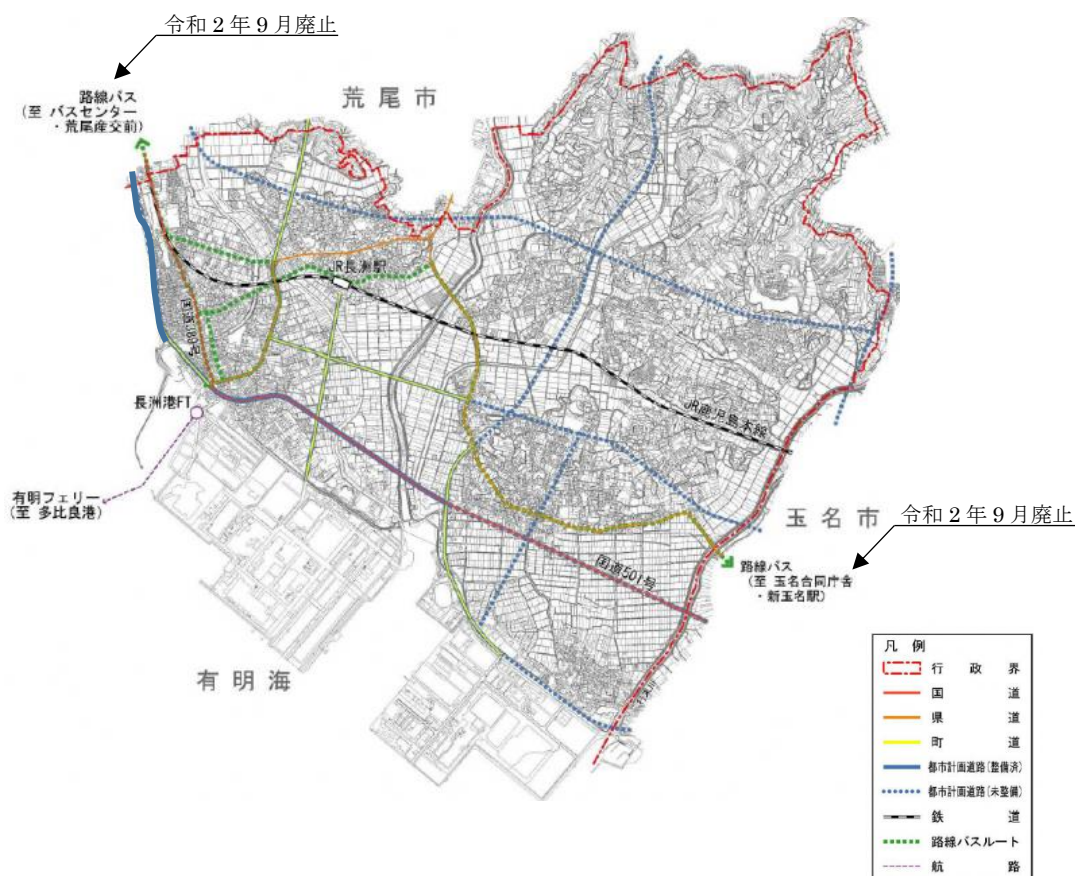 令和2年9月廃止
路線バス
(至 バスセンター
・荒尾産交前)
荒尾市
JR長洲駅
国道389号
長洲港FT
JR鹿児島本線
有明フェリー
(至 多比良港)
玉名市
令和2年9月廃止
路線バス
(至 玉名合同庁舎
・新玉名駅)
国道501号
有明海
凡例
行政界
国道
県道
町道
都市計画道路(整備済)
都市計画道路(未整備)
鉄道
路線バスルート
航路